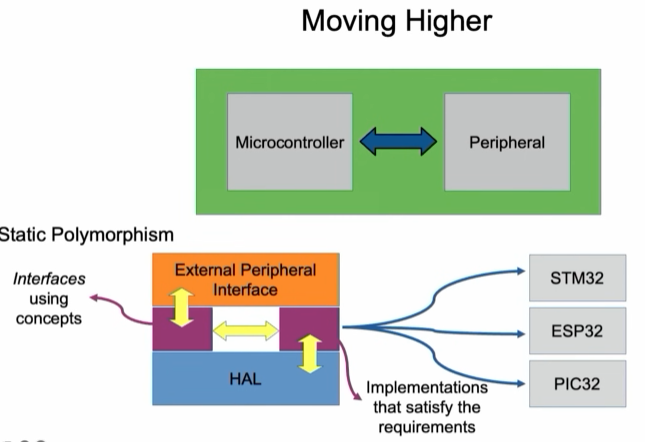 Moving Higher
Microcontroller
Peripheral
Static Polymorphism
Interfaces
using
concepts
External Peripheral
Interface
HAL
Implementations
that satisfy the
requirements
STM32
ESP32
PIC32